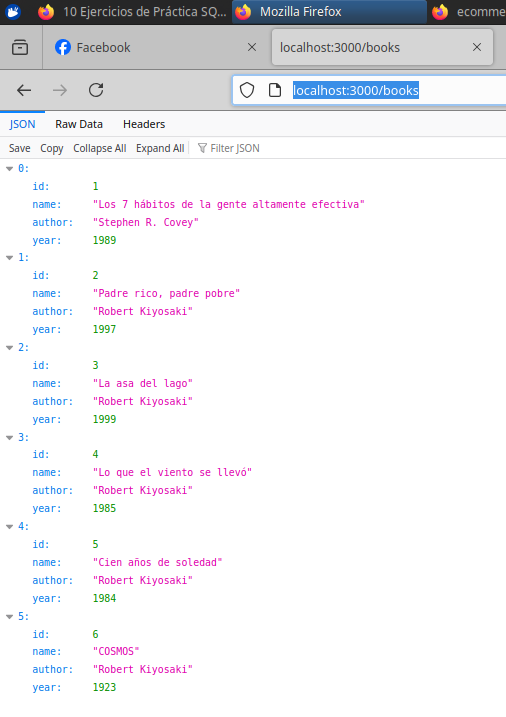 10 Ejercicios de Práctica SQ...
Mozilla Firefox
ecomme
Facebook
localhost:3000/books
localhost:3000/books
JSON Raw Data Headers
Save Copy Collapse All Expand All Filter JSON
0:
id: 1
name: "Los 7 hábitos de la gente altamente efectiva"
author: "Stephen R. Covey"
year: 1989
1:
id: 2
name: "Padre rico, padre pobre"
author: "Robert Kiyosaki"
year: 1997
2:
id: 3
name: "La asa del lago"
author: "Robert Kiyosaki"
year: 1999
3:
id: 4
name: "Lo que el viento se llevó"
author: "Robert Kiyosaki"
year: 1985
4:
id: 5
name: "Cien años de soledad"
author: "Robert Kiyosaki"
year: 1984
5:
id: 6
name: "COSMOS"
author: "Robert Kiyosaki"
year: 1923